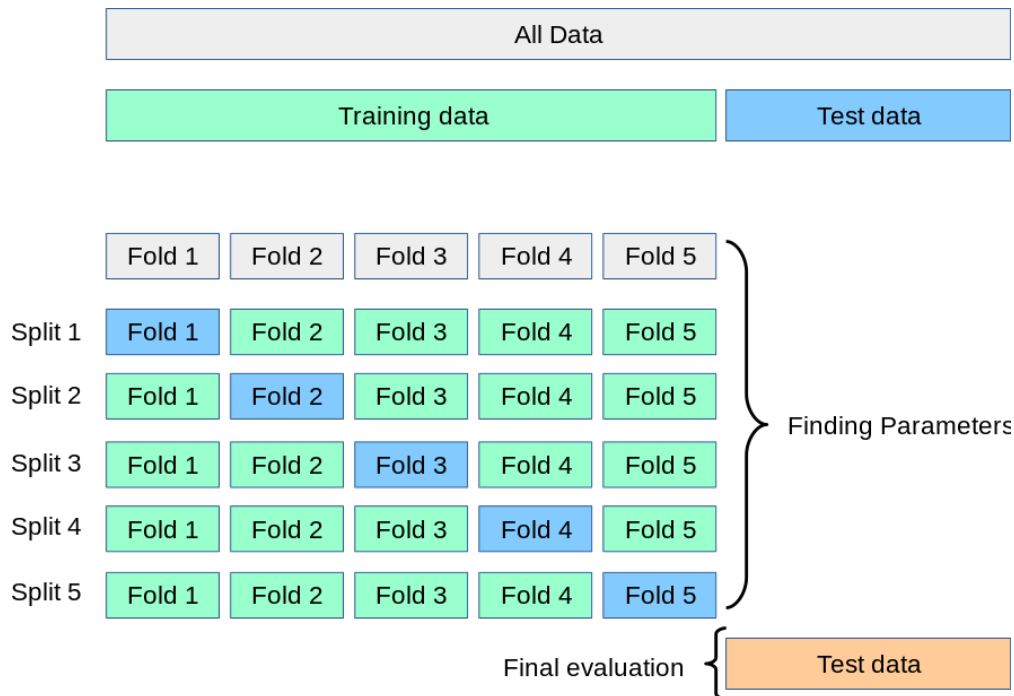 All Data
Training data Test data
Fold 1 Fold 2 Fold 3 Fold 4 Fold 5
Split 1 Fold 1 Fold 2 Fold 3 Fold 4 Fold 5
Split 2 Fold 1 Fold 2 Fold 3 Fold 4 Fold 5
Finding Parameters
Split 3 Fold 1 Fold 2 Fold 3 Fold 4 Fold 5
Split 4 Fold 1 Fold 2 Fold 3 Fold 4 Fold 5
Split 5 Fold 1 Fold 2 Fold 3 Fold 4 Fold 5
Final evaluation Test data